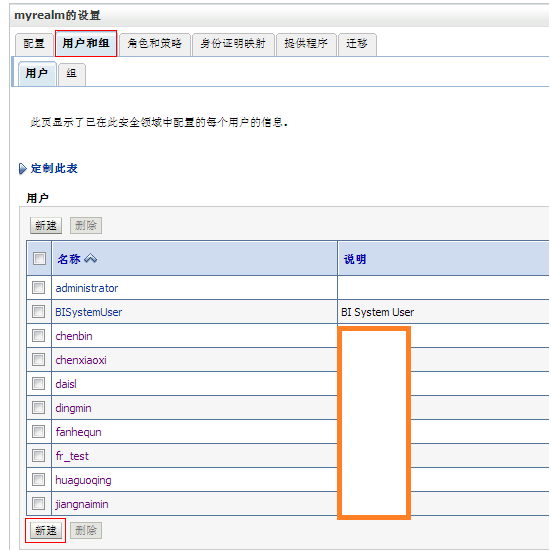 myrealm的设置
配置 用户和组 角色和策略 身份证明映射 提供程序 迁移
用户 组
此页显示了已在此安全领域中配置的每个用户的信息。
定制此表
用户
新建 删除
名称 说明
administrator
BISystemUser BI System User
chenbin
chenxiaoxi
daisl
dingmin
fanhequn
fr_test
huaguoqing
jiangnaimin
新建 删除